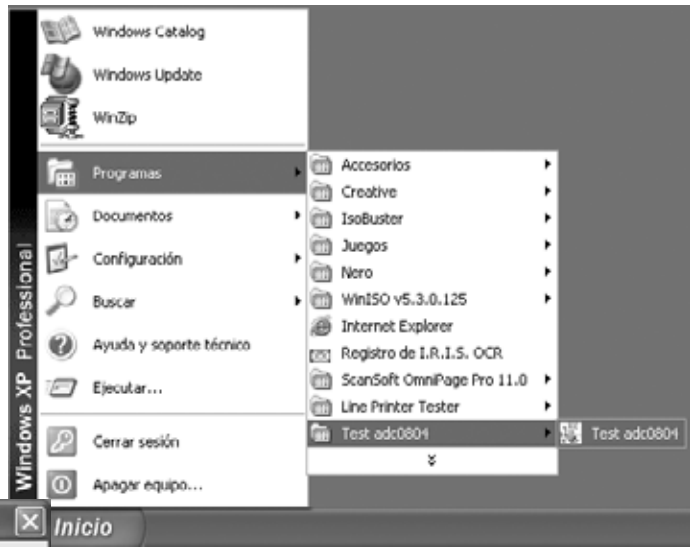 Windows Catalog
Windows Update
WinZip
Programas
Documentos
Configuración
Buscar
Ayuda y soporte técnico
Ejecutar...
Cerrar sesión
Apagar equipo...
Windows XP Professional
Accesorios
Creative
IsoBuster
Juegos
Nero
WinISO v5.3.0.125
Internet Explorer
Registro de I.R.I.S. OCR
ScanSoft OmniPage Pro 11.0
Line Printer Tester
Test adc0804
Test adc0804
Inicio